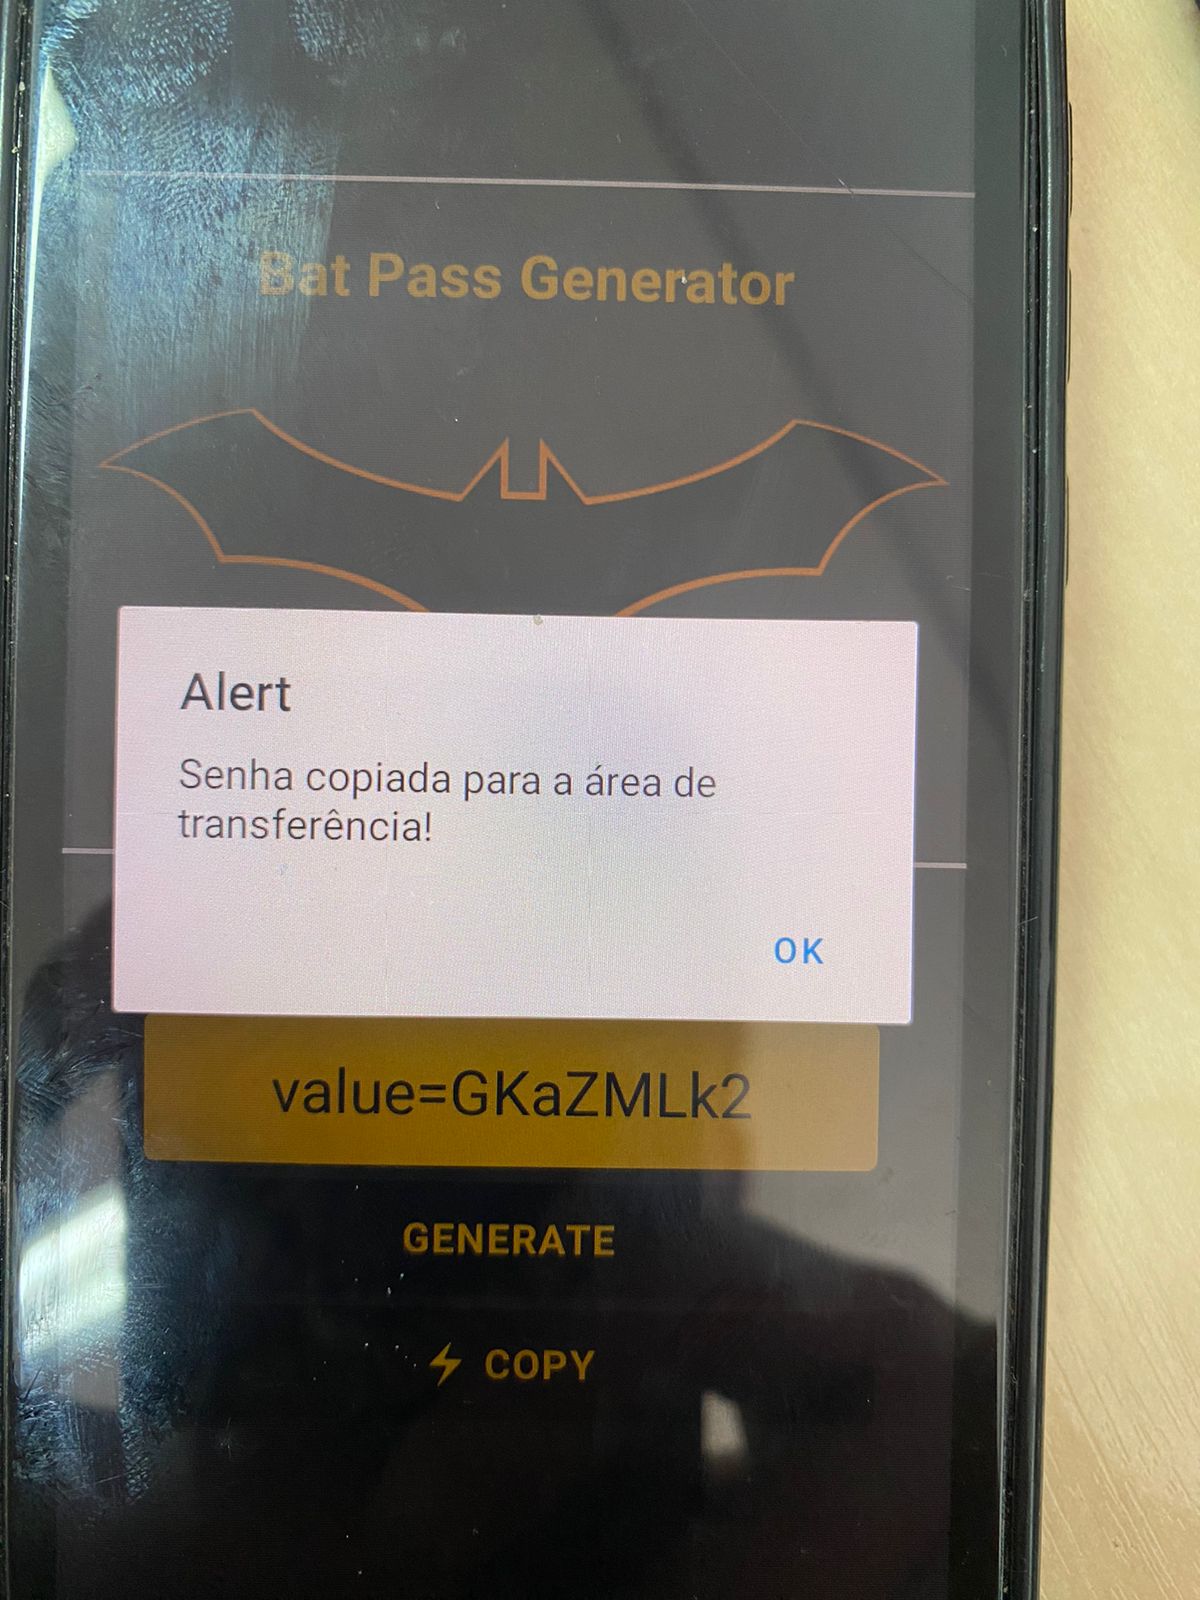 Bat Pass Generator
Alert
Senha copiada para a área de
transferência!
OK
value=GKaZMLk2
GENERATE
COPY